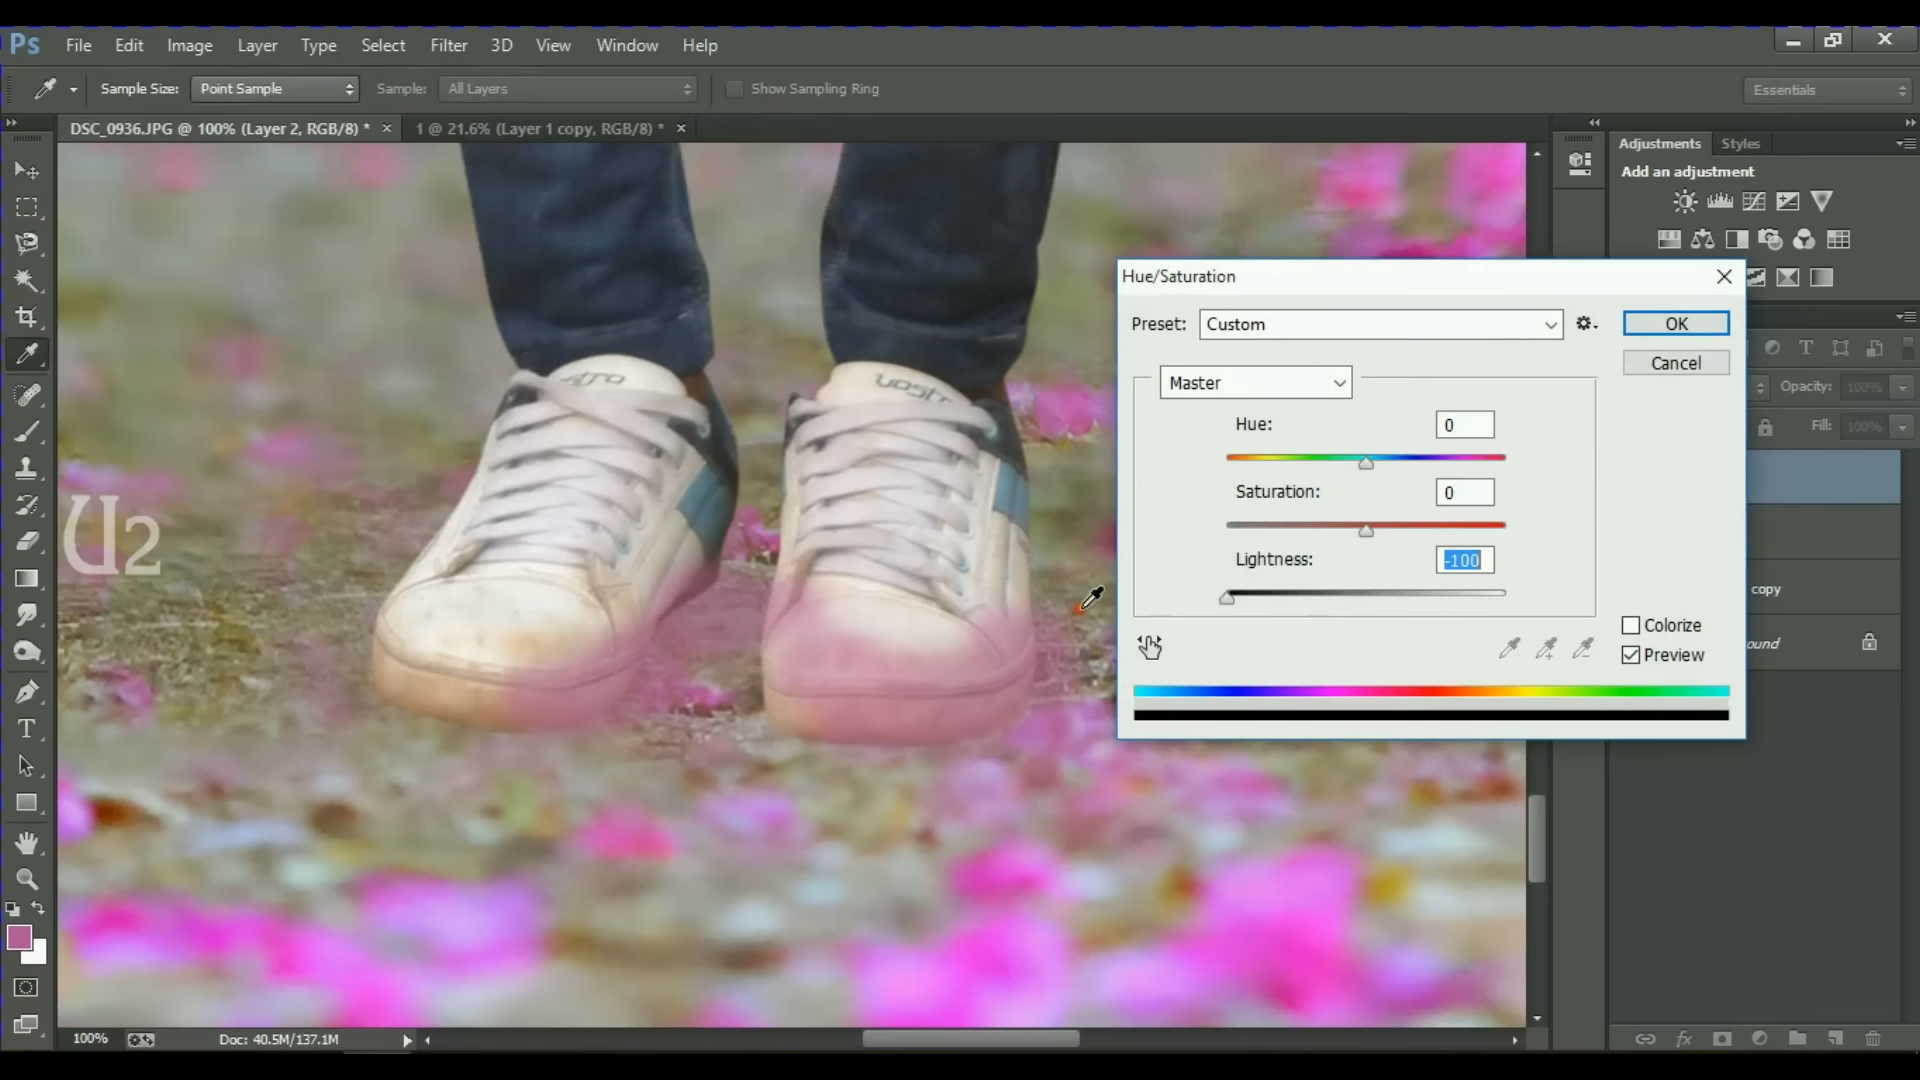 Ps File Edit Image Layer Type Select Filter 3D View Window Help
Sample Size: Point Sample Sample: All Layers Show Sampling Ring Essentials
DSC_0936.JPG @ 100% (Layer 2, RGB/8) * × 1 @ 21.6% (Layer 1 copy, RGB/8) * ×
Adjustments Styles
Add an adjustment
Hue/Saturation
Preset: Custom OK
Cancel
Master
Hue: 0
Saturation: 0
Lightness: -100
Colorize
Preview
Opacity: 100%
Fill: 100%
copy
ound
U2
100% Doc: 40.5M/137.1M